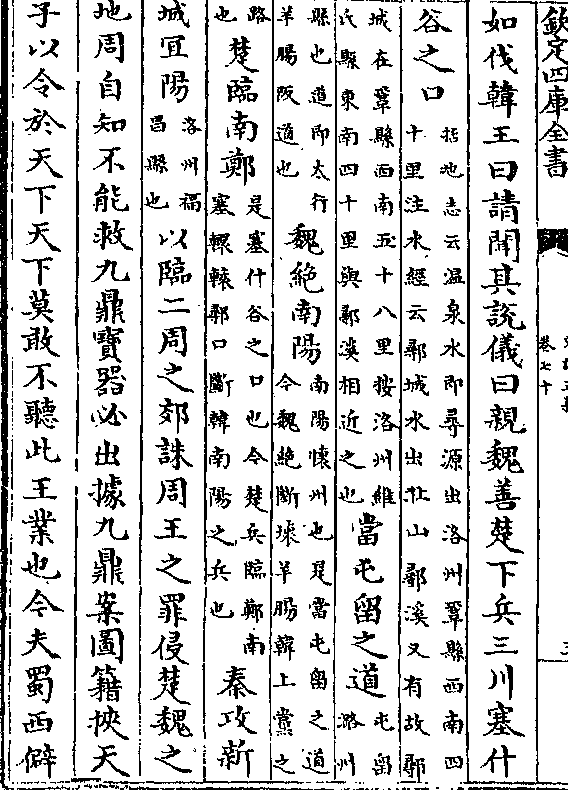 欽定四庫全書
卷七十
如伐韓王曰請聞其説儀曰親魏善楚下兵三川塞什
谷之口
括地志云温泉水即尋源出洛州鞏縣西南四
十里注水經云鄩城水出北山鄩溪又有故鄩
城在鞏縣西南五十八里按洛州緱
氏縣東南四十里與鄩溪相近之也
當屯留之道
屯留
潞州
縣也道即太行
羊腸阪道也
魏絶南陽
南陽懷州也是當屯留之道
令魏絶斷壊羊腸韓上黨之
路
也
楚臨南鄭
是塞什谷之口也令楚兵臨鄭南
塞轘轅鄩口斷韓南陽之兵也
秦攻新
城宜陽
洛州福
昌縣也
以臨二周之郊誅周王之罪侵楚魏之
地周自知不能救九鼎寶器必出據九鼎案圖籍挾天
子以令於天下天下莫敢不聽此王業也今夫蜀西僻